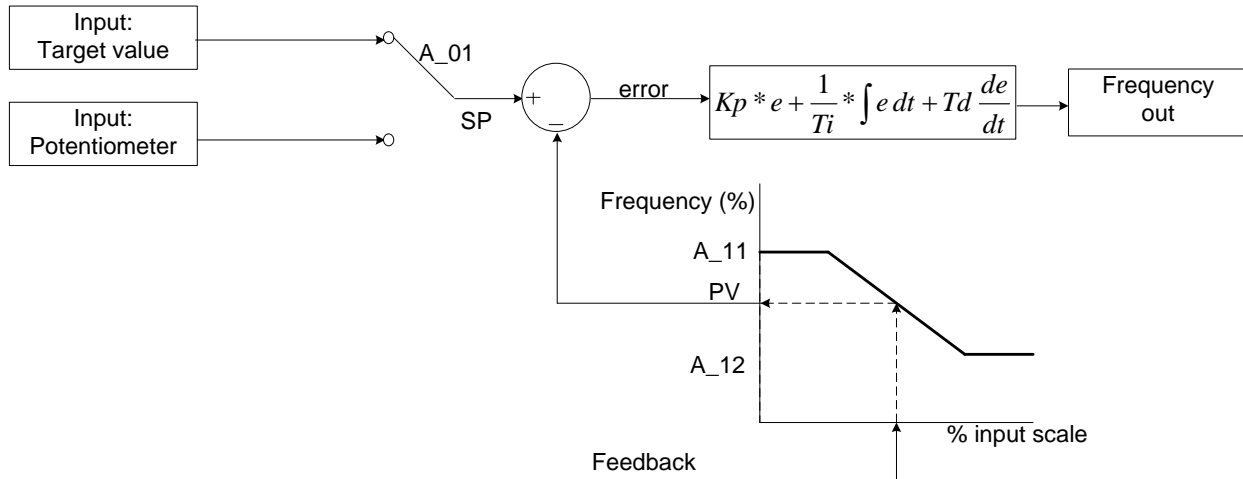 Input:
Target value
A_01
Input:
Potentiometer
SP
+
−
error
Kp * e + 1/Ti * ∫ e dt + Td de/dt
Frequency
out
Frequency (%)
A_11
PV
A_12
% input scale
Feedback